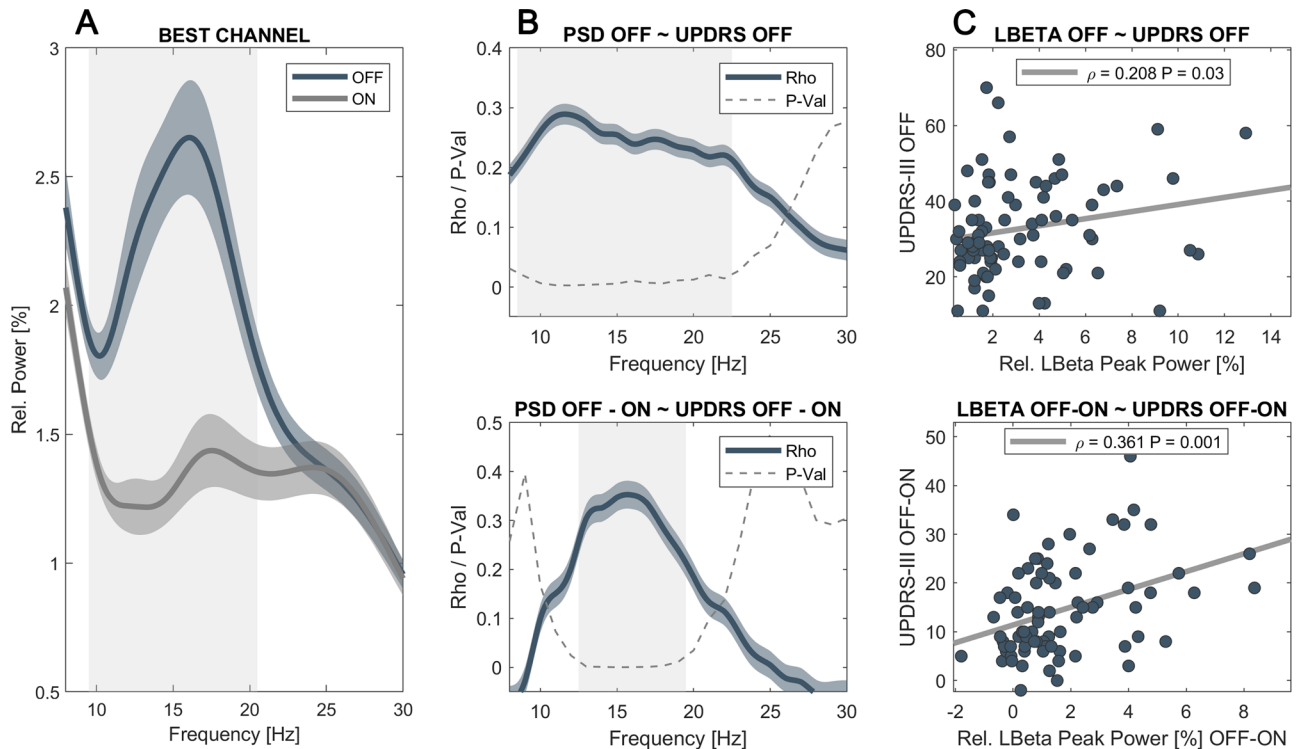 A
BEST CHANNEL
3
2.5
2
1.5
1
0.5
10
15
20
25
30
Rel. Power [%]
Frequency [Hz]
OFF
ON
B
PSD OFF ~ UPDRS OFF
0.4
0.3
0.2
0.1
0
10
15
20
25
30
Rho / P-Val
Frequency [Hz]
Rho
P-Val
PSD OFF - ON ~ UPDRS OFF - ON
0.5
0.4
0.3
0.2
0.1
0
10
15
20
25
30
Rho / P-Val
Frequency [Hz]
Rho
P-Val
C
LBETA OFF ~ UPDRS OFF
ρ = 0.208 P = 0.03
80
60
40
20
2
4
6
8
10
12
14
UPDRS-III OFF
Rel. LBeta Peak Power [%]
LBETA OFF-ON ~ UPDRS OFF-ON
ρ = 0.361 P = 0.001
50
40
30
20
10
0
-2
0
2
4
6
8
UPDRS-III OFF-ON
Rel. LBeta Peak Power [%] OFF-ON